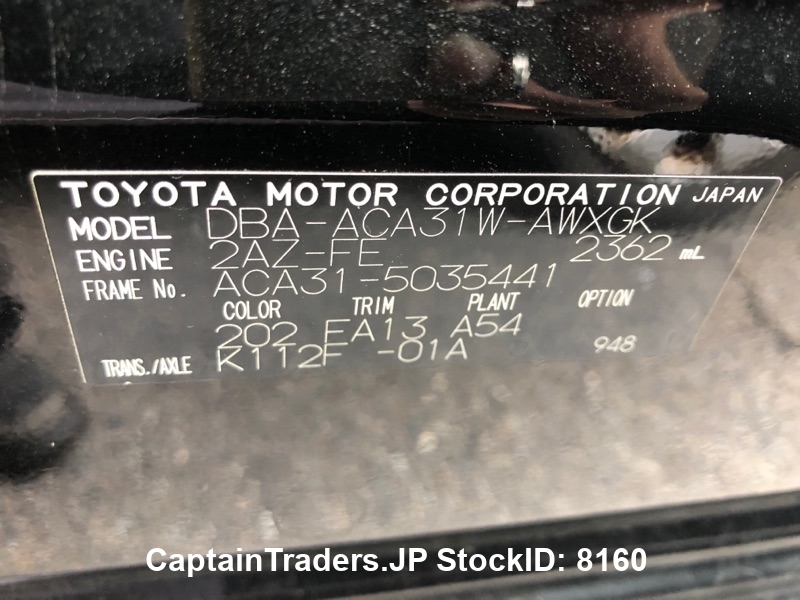 TOYOTA MOTOR CORPORATION JAPAN
MODEL DBA-ACA31W-AWXGK
ENGINE 2AZ-FE 2362 mL
FRAME No. ACA31-5035441
COLOR TRIM PLANT OPTION
202 FA13 A54
TRANS./AXLE K112F -01A 948
CaptainTraders.JP StockID: 8160